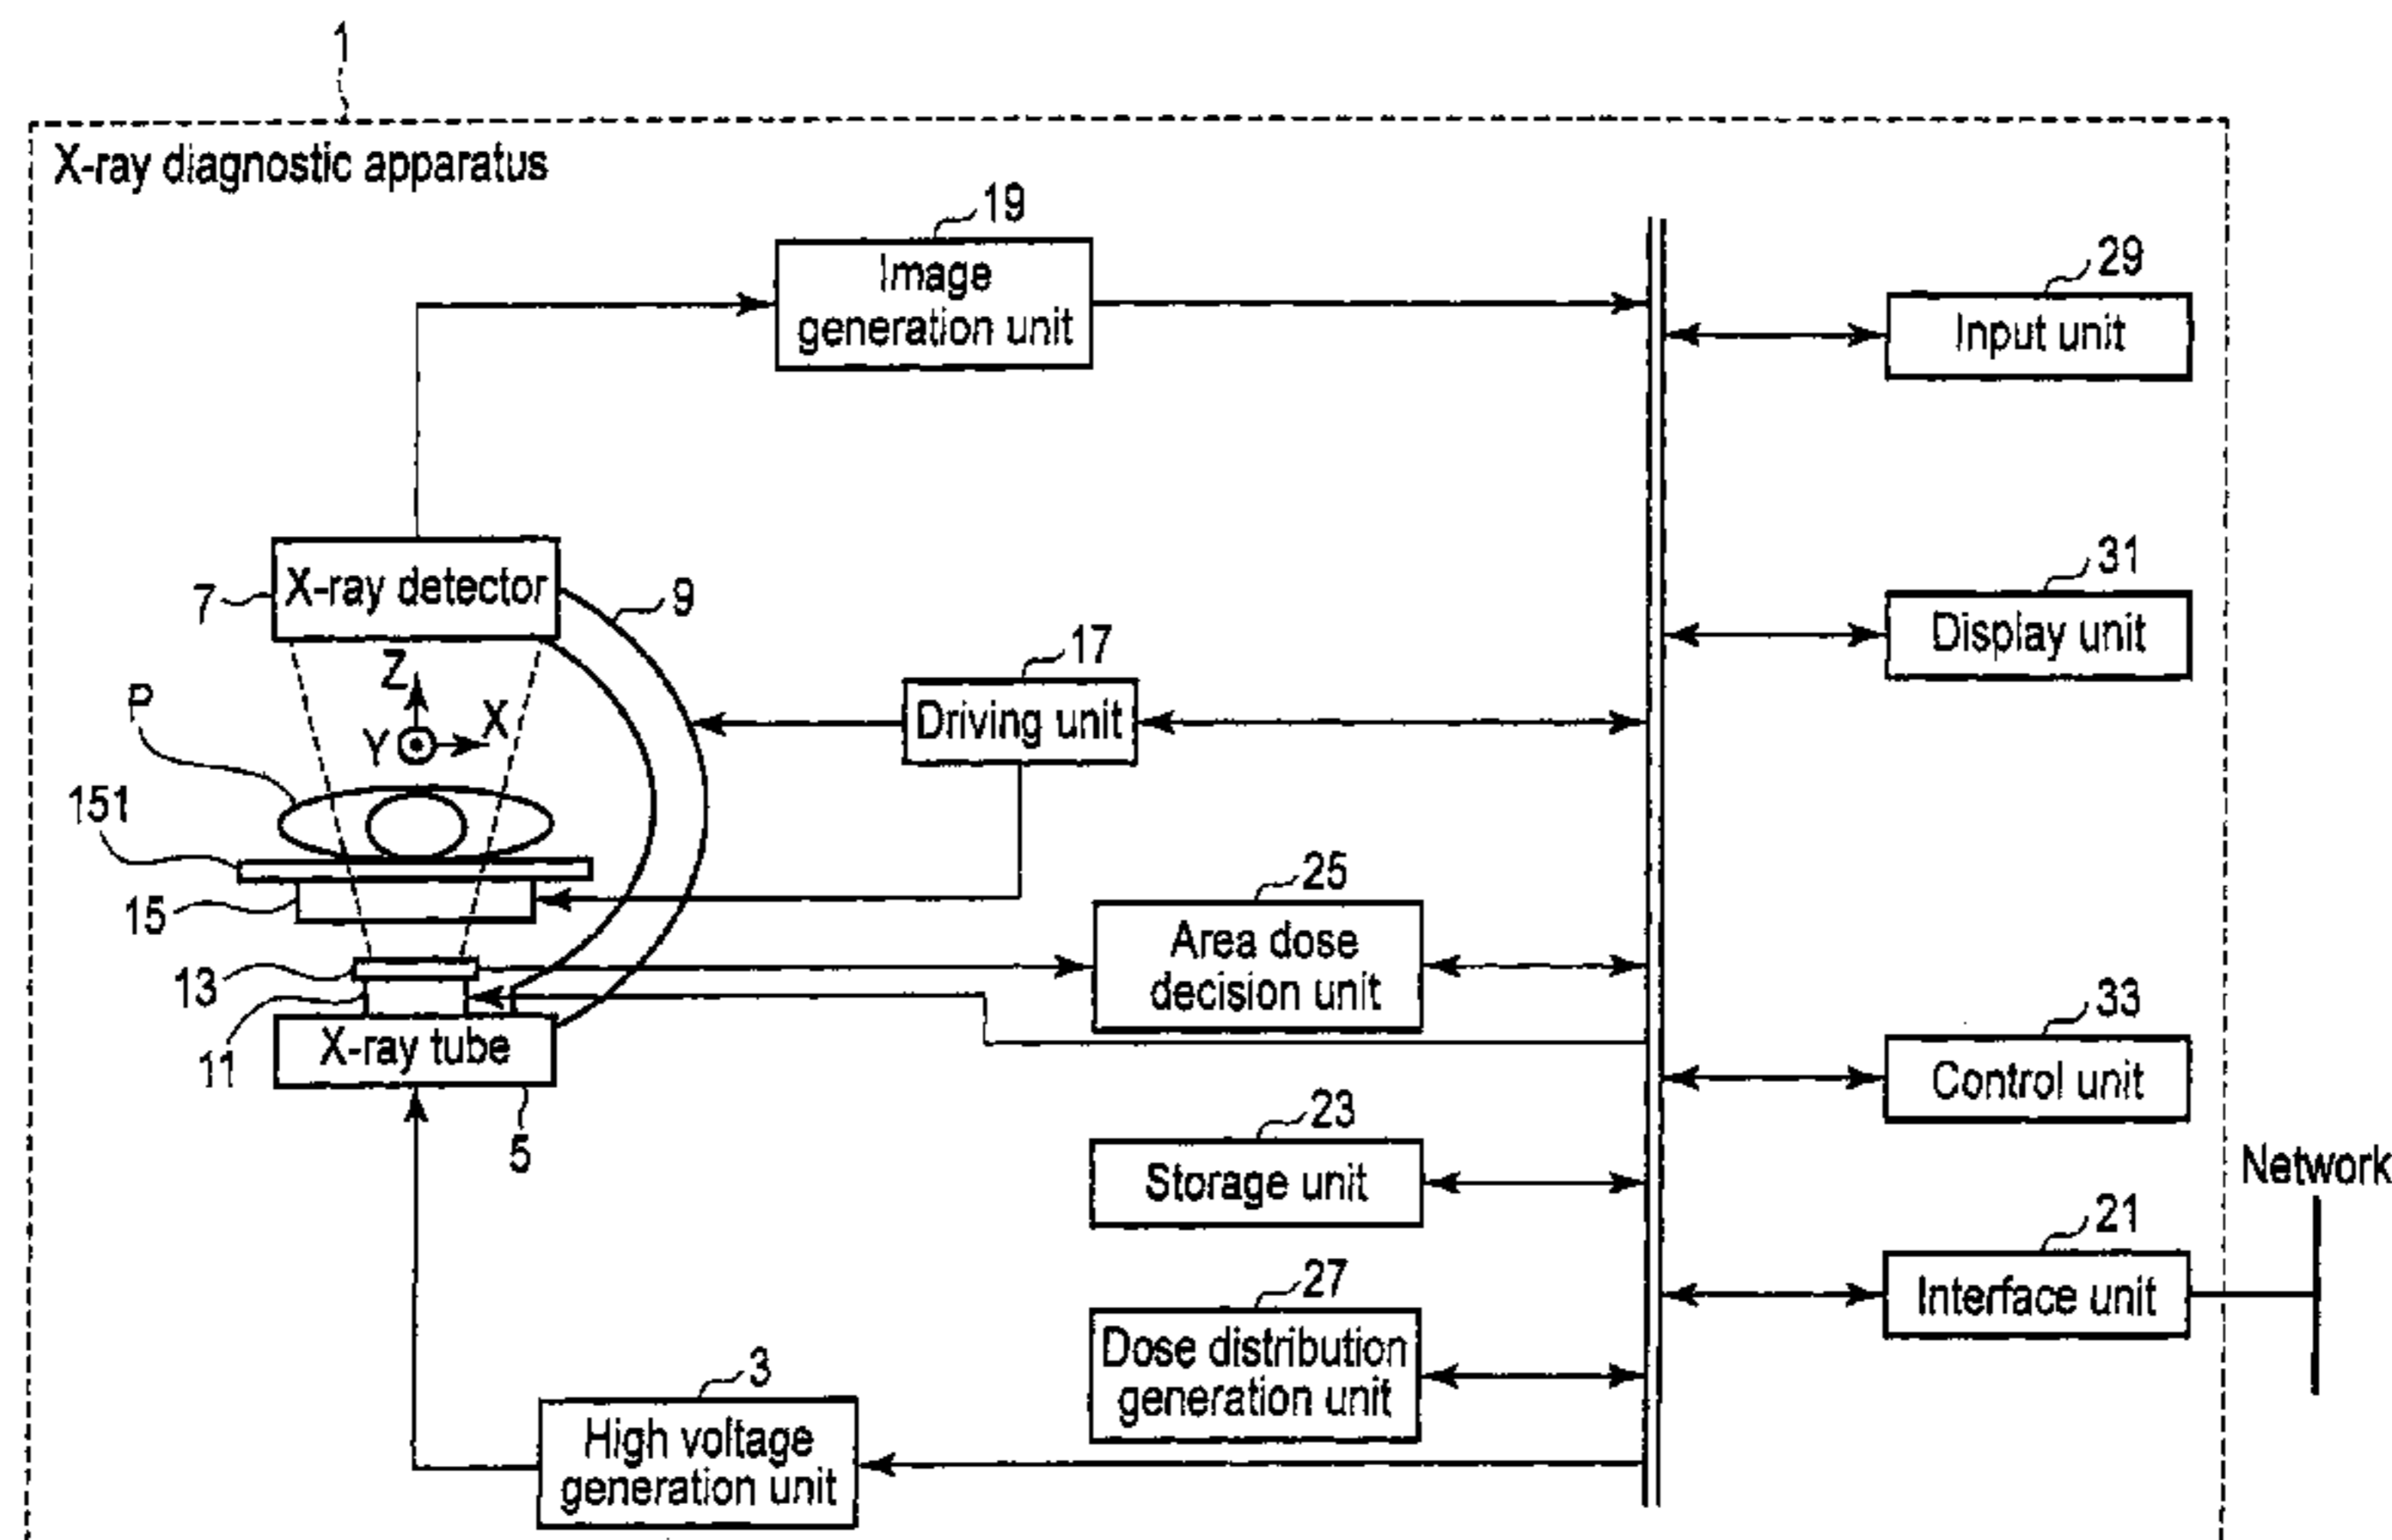 1
X-ray diagnostic apparatus
19
Image
generation unit
29
Input unit
7
X-ray detector
9
31
Display unit
Z
X
Y
P
17
Driving unit
151
15
25
Area dose
decision unit
13
11
X-ray tube
5
33
Control unit
23
Storage unit
Network
21
Interface unit
27
Dose distribution
generation unit
3
High voltage
generation unit